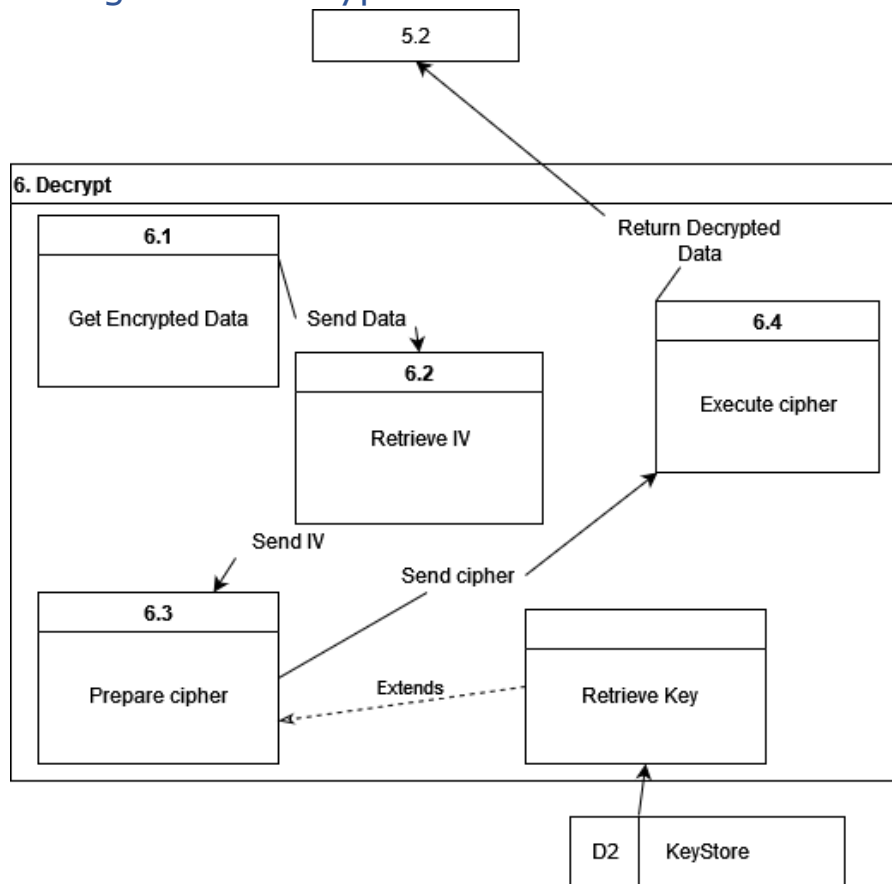 5.2
6. Decrypt
6.1
Get Encrypted Data
Send Data
Return Decrypted
Data
6.2
Retrieve IV
6.4
Execute cipher
Send IV
Send cipher
6.3
Prepare cipher
Extends
Retrieve Key
D2
KeyStore